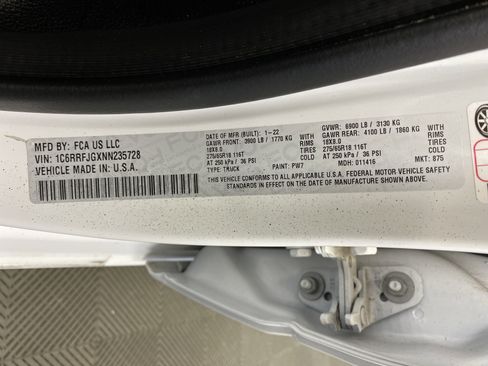 MFD BY: FCA US LLC
VIN: 1C6RRFJGXNN235728
VEHICLE MADE IN: U.S.A.
DATE OF MFR (BUILT): 1-22 GVWR: 6900 LB / 3130 KG
GAWR FRONT: 3900 LB / 1770 KG WITH GAWR REAR: 4100 LB / 1860 KG WITH
18X8.0 RIMS 18X8.0 RIMS
275/65R18 116T TIRES 275/65R18 116T TIRES
AT 250 kPa / 36 PSI COLD AT 250 kPa / 36 PSI COLD
TYPE: TRUCK PAINT: PW7 MDH: 011416 MKT: 875
THIS VEHICLE CONFORMS TO ALL APPLICABLE U.S.A. FEDERAL MOTOR VEHICLE SAFETY
STANDARDS IN EFFECT ON THE DATE OF MANUFACTURE SHOWN ABOVE.
1C6RRFJGXNN235728